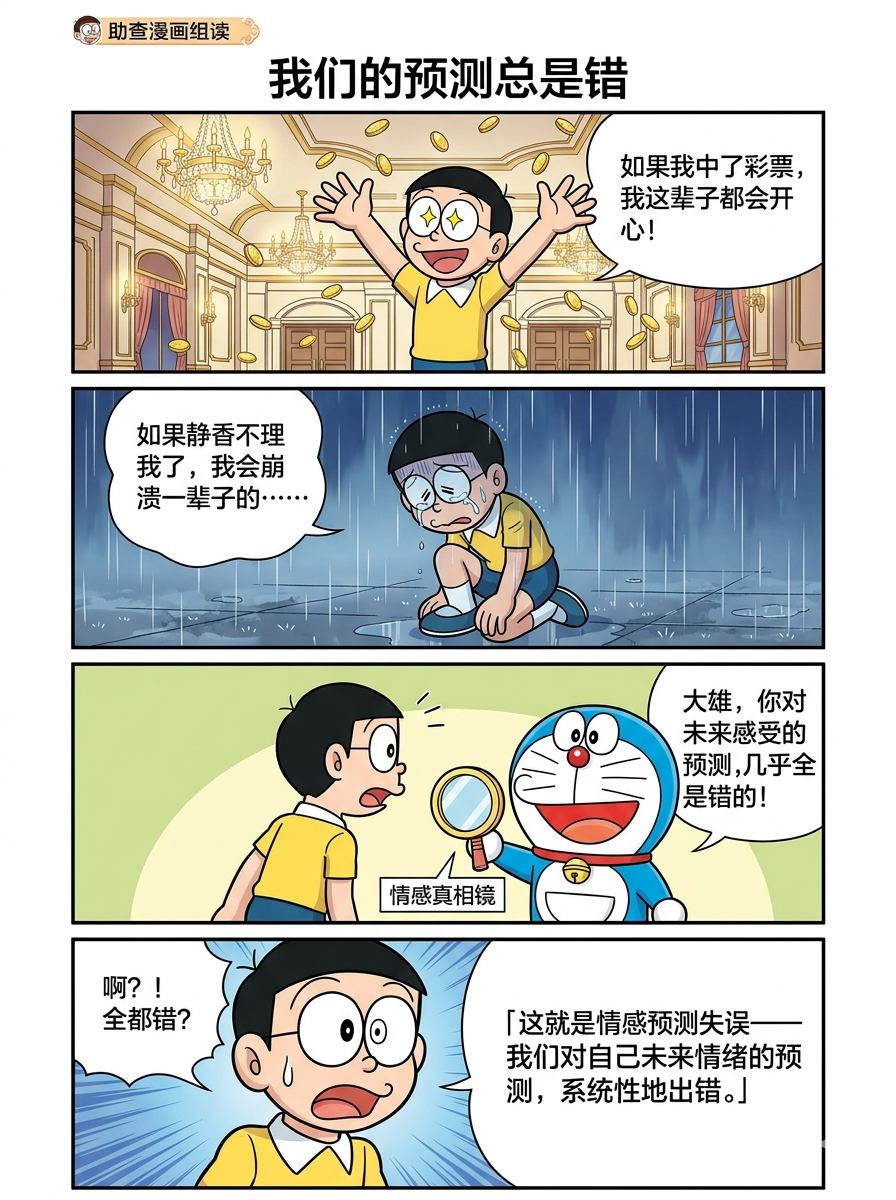 助查漫画组读
我们的预测总是错
如果我中了彩票，
我这辈子都会开
心！
如果静香不理
我了，我会崩
溃一辈子的……
大雄，你对
未来感受的
预测,几乎全
是错的！
情感真相镜
啊？！
全都错？
「这就是情感预测失误——
我们对自己未来情绪的预
测，系统性地出错。」